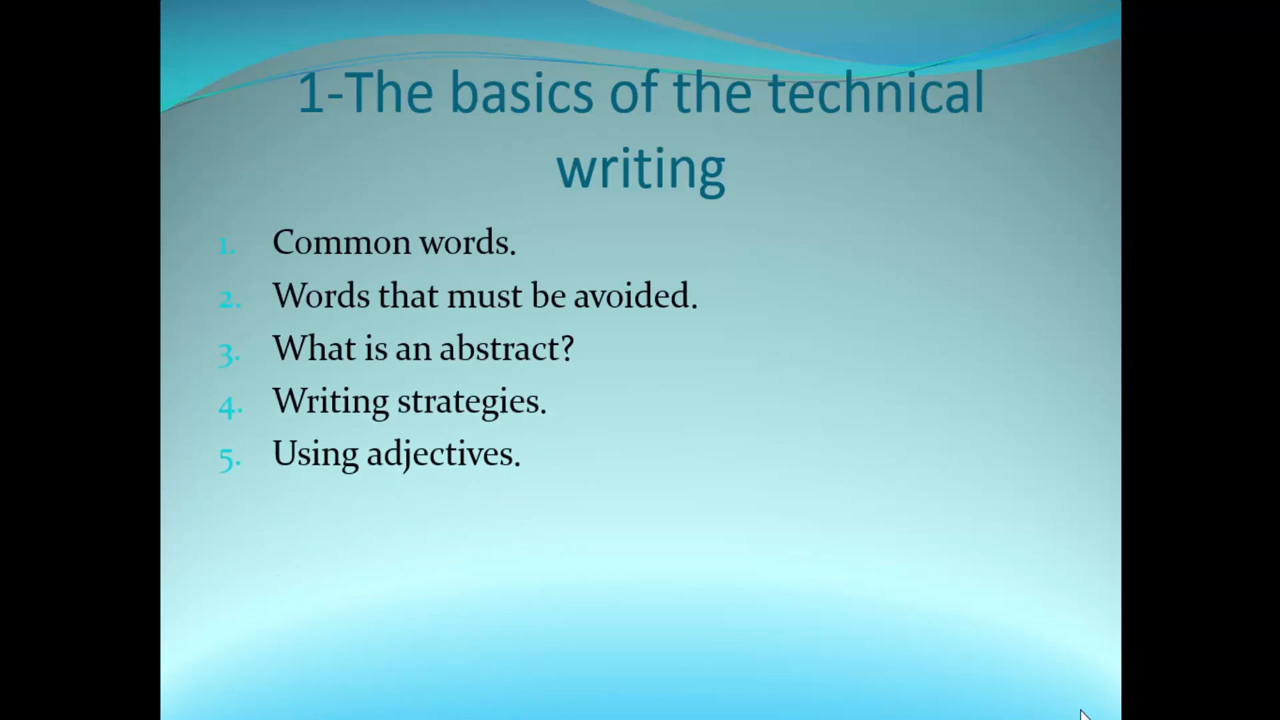 1-The basics of the technical
writing
1. Common words.
2. Words that must be avoided.
3. What is an abstract?
4. Writing strategies.
5. Using adjectives.